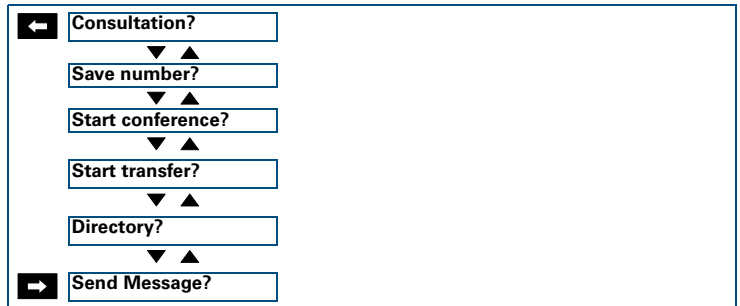 Consultation?
Save number?
Start conference?
Start transfer?
Directory?
Send Message?